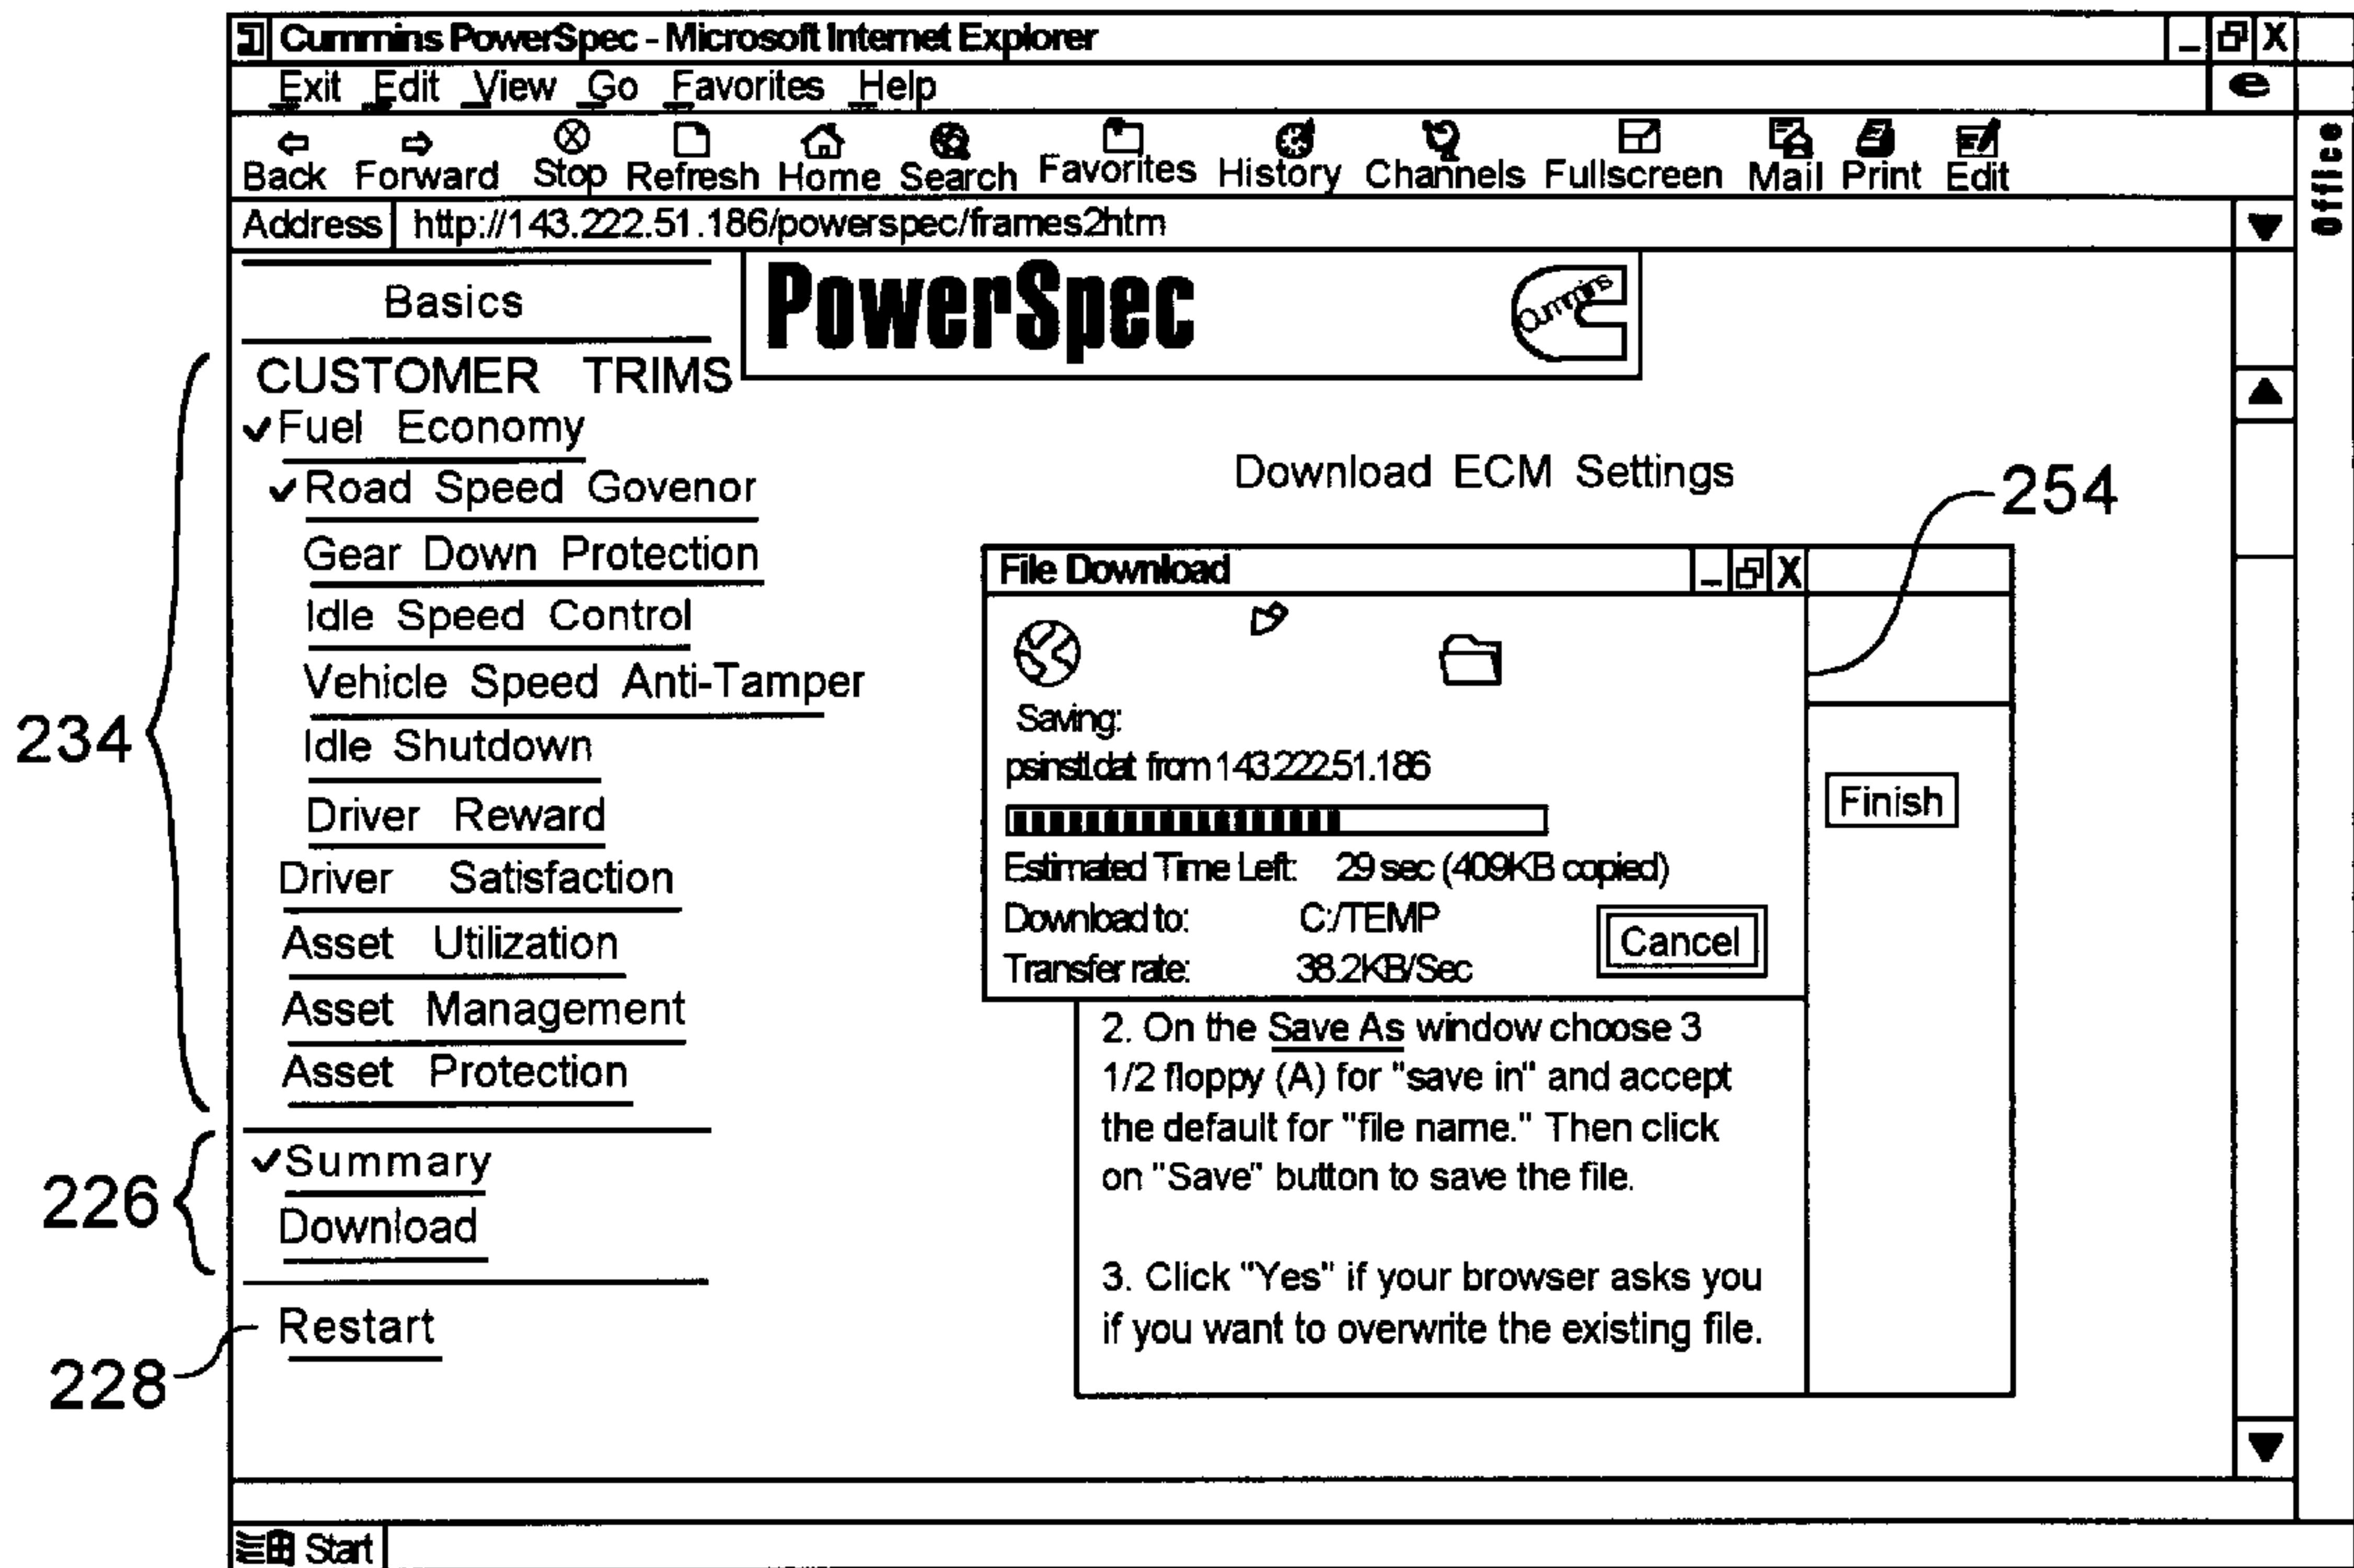 Cummins PowerSpec - Microsoft Internet Explorer
Exit Edit View Go Favorites Help
Back Forward Stop Refresh Home Search Favorites History Channels Fullscreen Mail Print Edit
Office
Address http://143.222.51.186/powerspec/frames2htm
Basics
PowerSpec
Cummins
CUSTOMER TRIMS
Fuel Economy
Road Speed Govenor
Gear Down Protection
Idle Speed Control
Vehicle Speed Anti-Tamper
Idle Shutdown
Driver Reward
Driver Satisfaction
Asset Utilization
Asset Management
Asset Protection
Summary
Download
Restart
234
226
228
Download ECM Settings
254
File Download
Saving:
psinstl.dat from 143.222.51.186
Estimated Time Left: 29 sec (409KB copied)
Download to: C:/TEMP
Transfer rate: 38.2KB/Sec
Cancel
Finish
2. On the Save As window choose 3
1/2 floppy (A) for "save in" and accept
the default for "file name." Then click
on "Save" button to save the file.
3. Click "Yes" if your browser asks you
if you want to overwrite the existing file.
Start